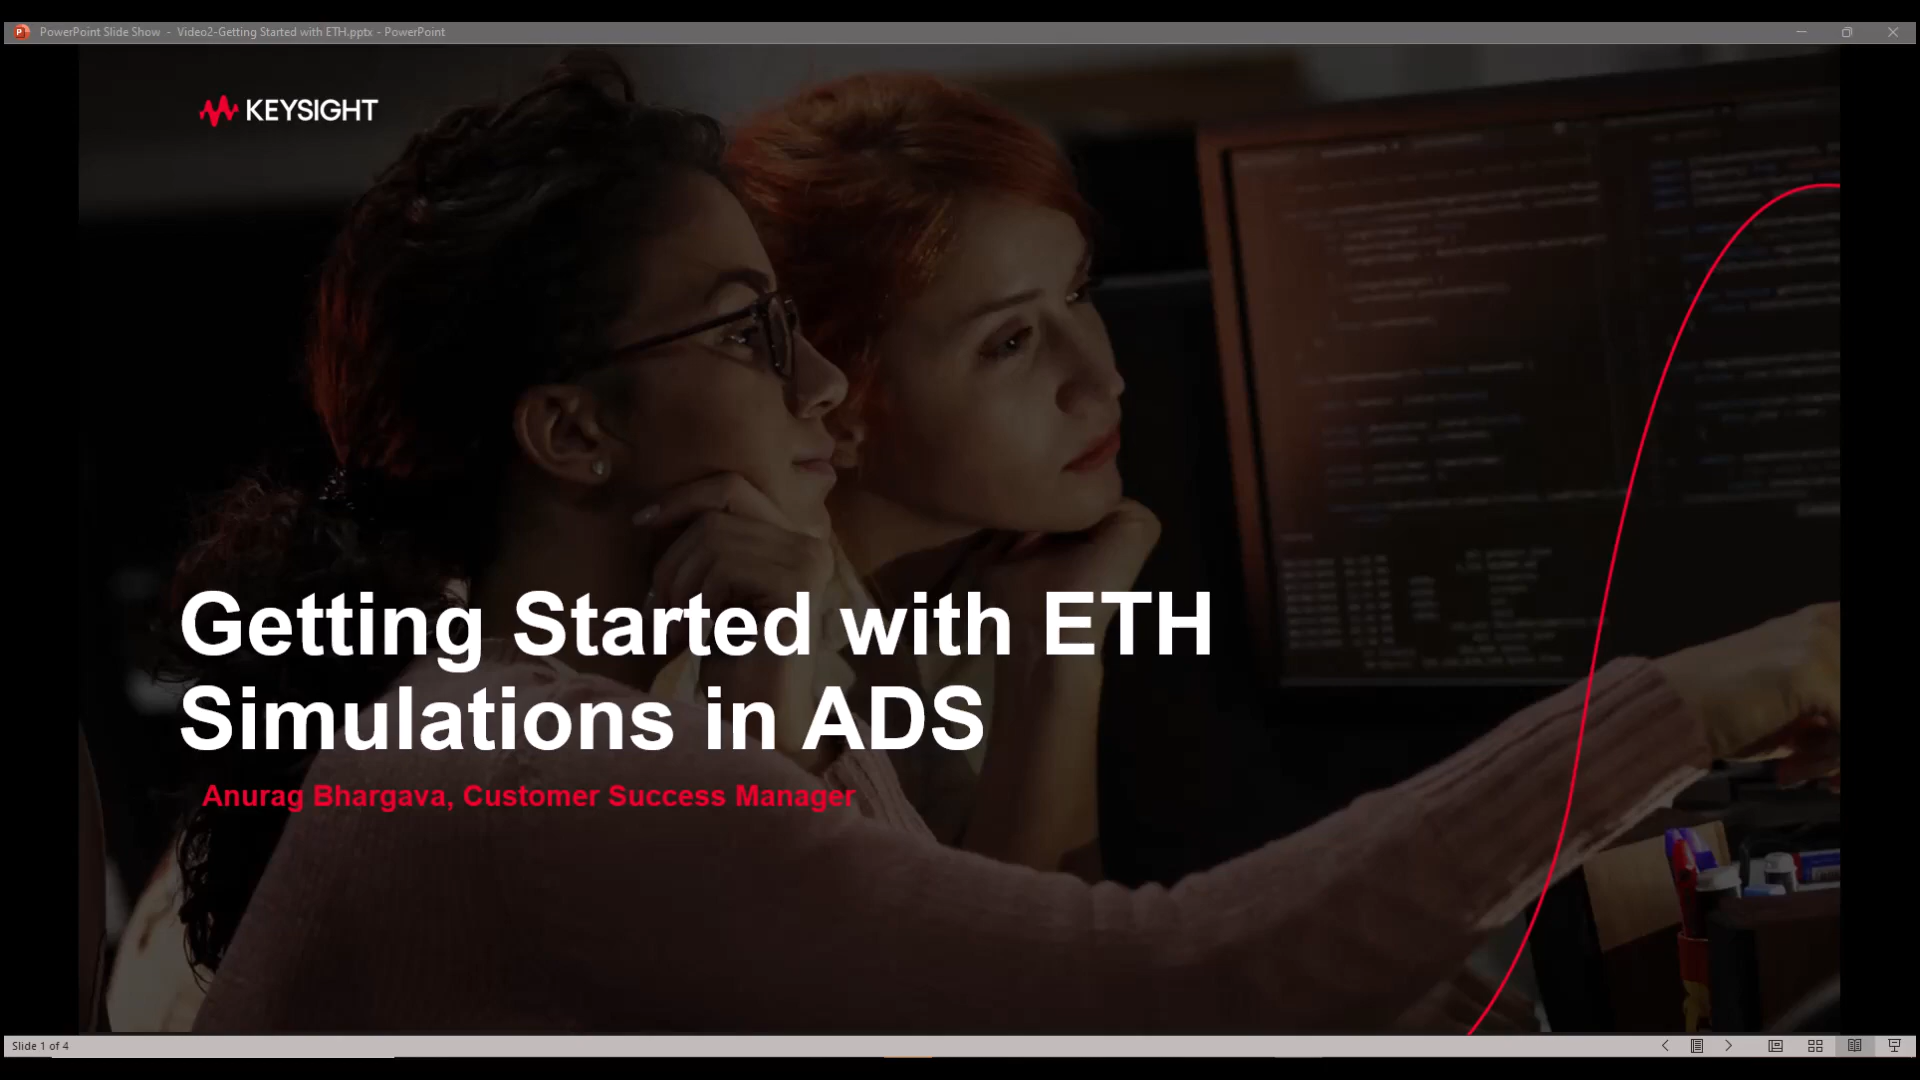 PowerPoint Slide Show - Video2-Getting Started with ETH.pptx - PowerPoint
KEYSIGHT
Getting Started with ETH
Simulations in ADS
Anurag Bhargava, Customer Success Manager
Slide 1 of 4